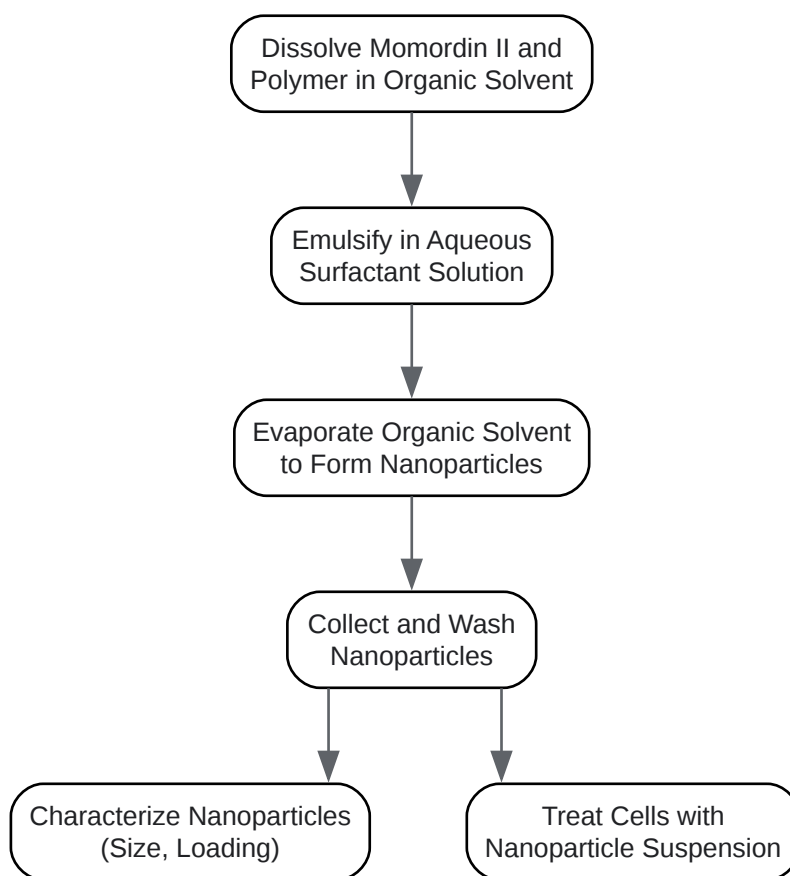 Dissolve Momordin II and
Polymer in Organic Solvent
Emulsify in Aqueous
Surfactant Solution
Evaporate Organic Solvent
to Form Nanoparticles
Collect and Wash
Nanoparticles
Characterize Nanoparticles
(Size, Loading)
Treat Cells with
Nanoparticle Suspension